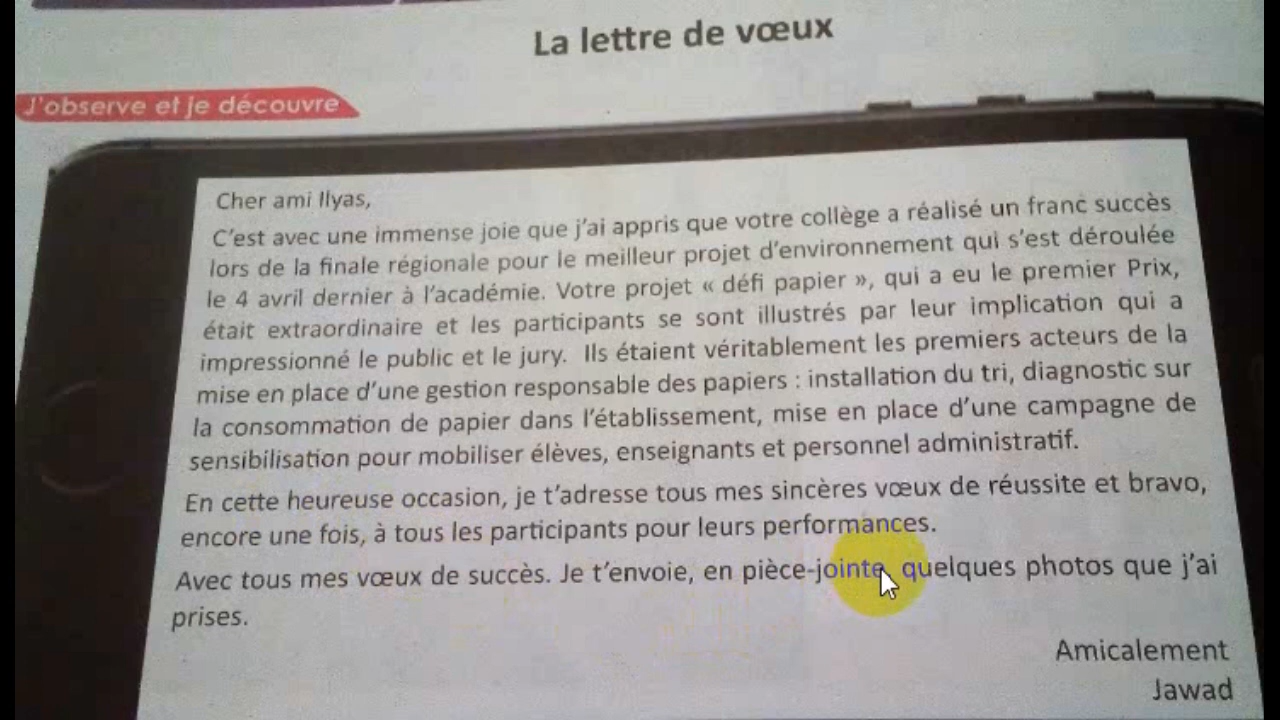 La lettre de vœux
J'observe et je découvre
Cher ami Ilyas,
C'est avec une immense joie que j'ai appris que votre collège a réalisé un franc succès
lors de la finale régionale pour le meilleur projet d'environnement qui s'est déroulée
le 4 avril dernier à l'académie. Votre projet « défi papier », qui a eu le premier Prix,
était extraordinaire et les participants se sont illustrés par leur implication qui a
impressionné le public et le jury. Ils étaient véritablement les premiers acteurs de la
mise en place d'une gestion responsable des papiers : installation du tri, diagnostic sur
la consommation de papier dans l'établissement, mise en place d'une campagne de
sensibilisation pour mobiliser élèves, enseignants et personnel administratif.
En cette heureuse occasion, je t'adresse tous mes sincères vœux de réussite et bravo,
encore une fois, à tous les participants pour leurs performances.
Avec tous mes vœux de succès. Je t'envoie, en pièce-jointe, quelques photos que j'ai
prises.
Amicalement
Jawad